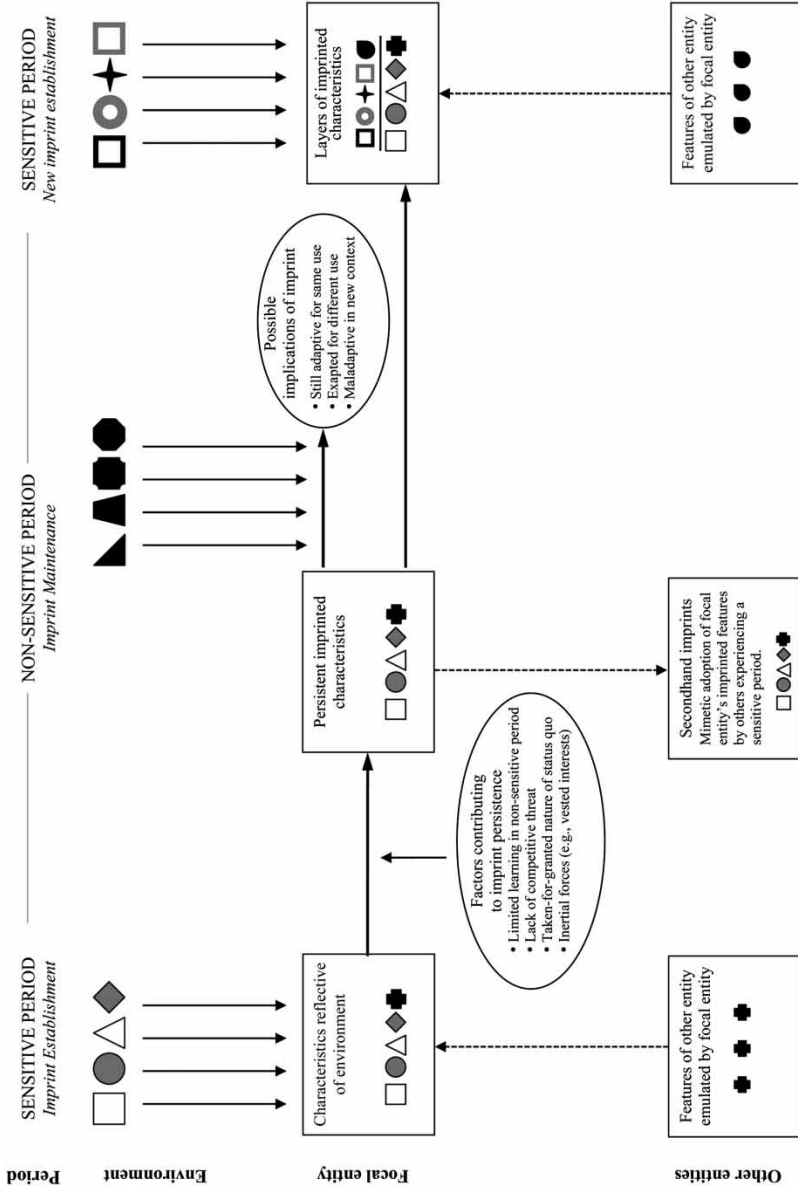 Period
SENSITIVE PERIOD
Imprint Establishment
NON-SENSITIVE PERIOD
Imprint Maintenance
SENSITIVE PERIOD
New imprint establishment
Environment
Focal entity
Characteristics reflective
of environment
Factors contributing
to imprint persistence
• Limited learning in non-sensitive period
• Lack of competitive threat
• Taken-for-granted nature of status quo
• Inertial forces (e.g., vested interests)
Persistent imprinted
characteristics
Possible
implications of imprint
• Still adaptive for same use
• Exapted for different use
• Maladaptive in new context
Layers of imprinted
characteristics
Other entities
Features of other entity
emulated by focal entity
Secondhand imprints
Mimetic adoption of focal
entity's imprinted features
by others experiencing a
sensitive period.
Features of other entity
emulated by focal entity